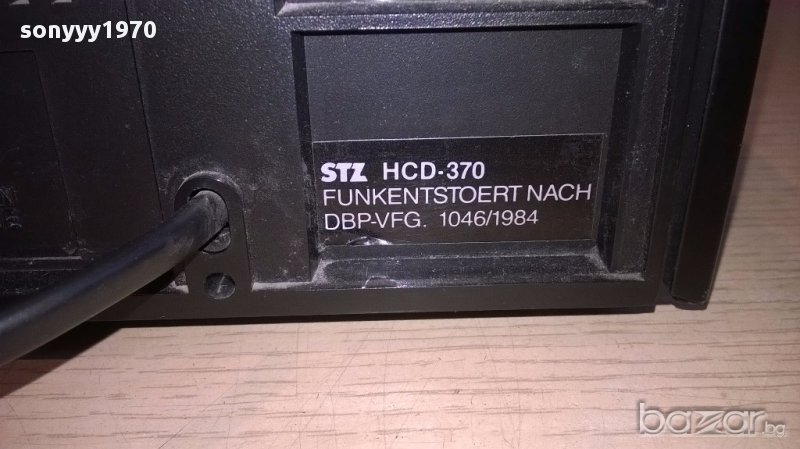 sonyyy1970
STZ HCD-370
FUNKENTSTOERT NACH
DBP-VFG. 1046/1984
bazar.bg